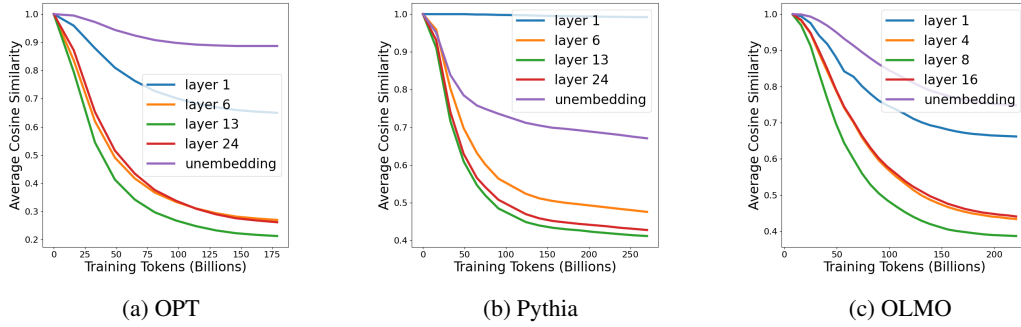 Average Cosine Similarity
1.0
0.9
0.8
0.7
0.6
0.5
0.4
0.3
0.2
layer 1
layer 6
layer 13
layer 24
unembedding
0 25 50 75 100 125 150 175
Training Tokens (Billions)
(a) OPT
Average Cosine Similarity
1.0
0.9
0.8
0.7
0.6
0.5
0.4
layer 1
layer 6
layer 13
layer 24
unembedding
0 50 100 150 200 250
Training Tokens (Billions)
(b) Pythia
Average Cosine Similarity
1.0
0.9
0.8
0.7
0.6
0.5
0.4
layer 1
layer 4
layer 8
layer 16
unembedding
0 50 100 150 200
Training Tokens (Billions)
(c) OLMO